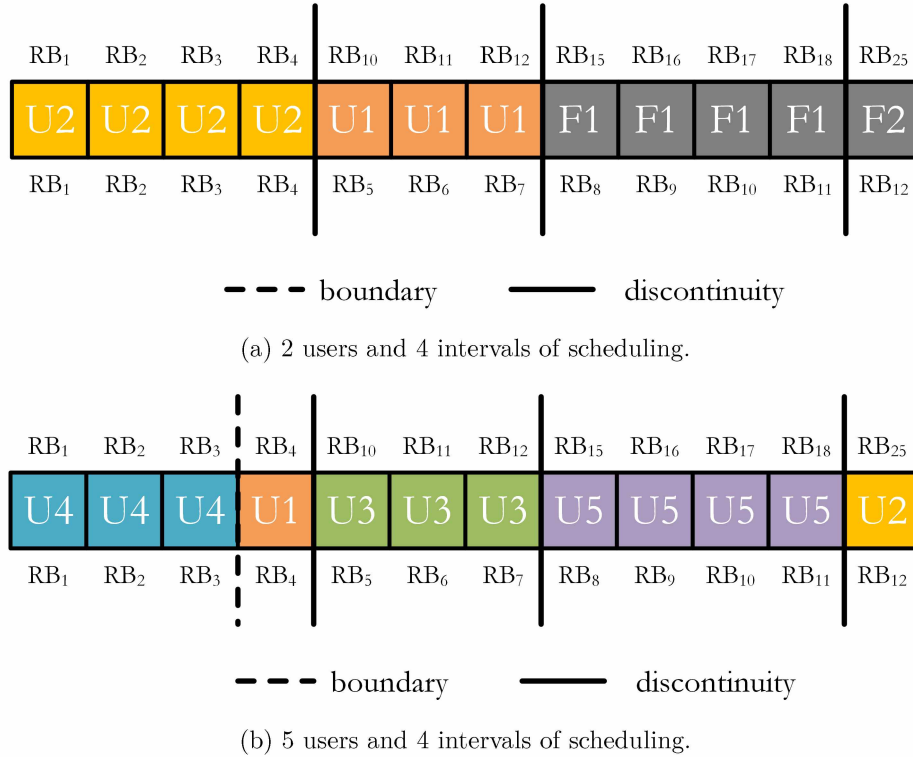 RB₁ RB₂ RB₃ RB₄ RB₁₀ RB₁₁ RB₁₂ RB₁₅ RB₁₆ RB₁₇ RB₁₈ RB₂₅
U2 U2 U2 U2 U1 U1 U1 F1 F1 F1 F1 F2
RB₁ RB₂ RB₃ RB₄ RB₅ RB₆ RB₇ RB₈ RB₉ RB₁₀ RB₁₁ RB₁₂
boundary discontinuity
(a) 2 users and 4 intervals of scheduling.
RB₁ RB₂ RB₃ RB₄ RB₁₀ RB₁₁ RB₁₂ RB₁₅ RB₁₆ RB₁₇ RB₁₈ RB₂₅
U4 U4 U4 U1 U3 U3 U3 U5 U5 U5 U5 U2
RB₁ RB₂ RB₃ RB₄ RB₅ RB₆ RB₇ RB₈ RB₉ RB₁₀ RB₁₁ RB₁₂
boundary discontinuity
(b) 5 users and 4 intervals of scheduling.